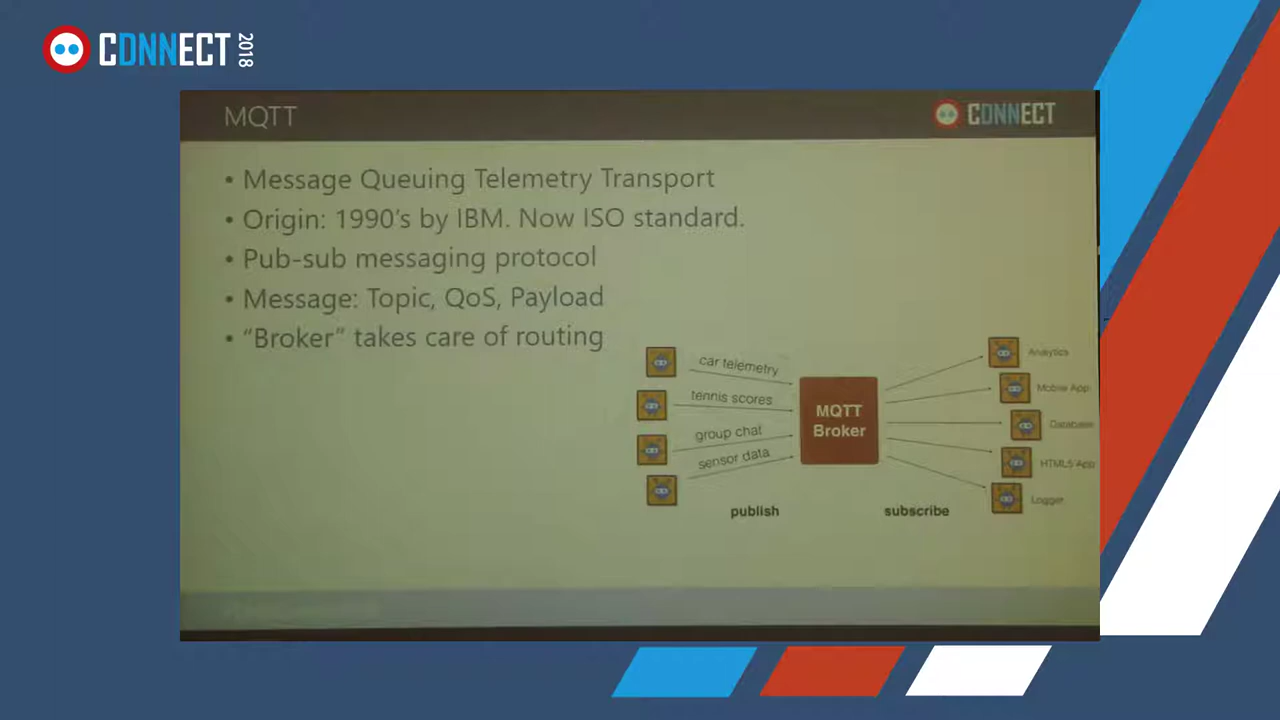 CDNNECT 2018
MQTT
CDNNECT
• Message Queuing Telemetry Transport
• Origin: 1990's by IBM. Now ISO standard.
• Pub-sub messaging protocol
• Message: Topic, QoS, Payload
• “Broker” takes care of routing
car telemetry
tennis scores
group chat
sensor data
MQTT
Broker
Analytics
Mobile App
Database
HTML5 App
Logger
publish
subscribe